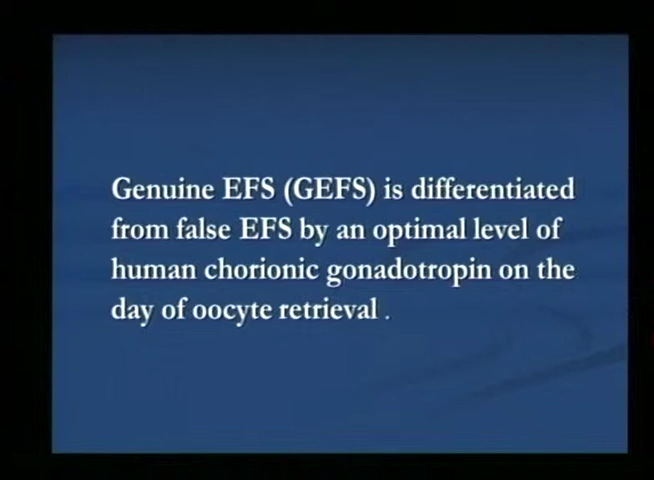 Genuine EFS (GEFS) is differentiated
from false EFS by an optimal level of
human chorionic gonadotropin on the
day of oocyte retrieval .